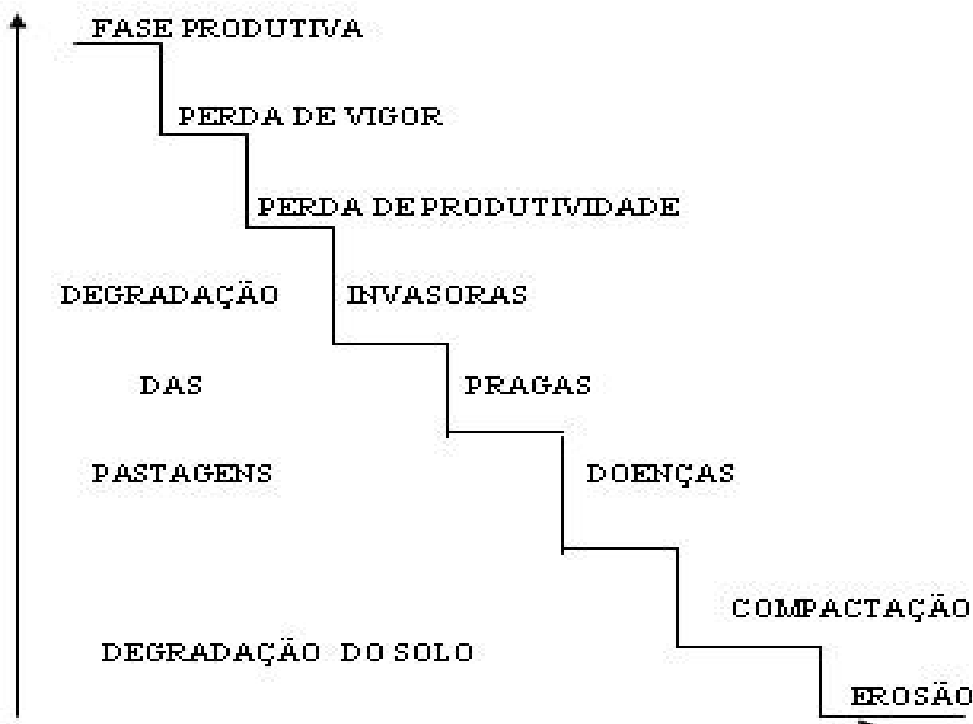 FASE PRODUTIVA
PERDA DE VIGOR
PERDA DE PRODUTIVIDADE
DEGRADAÇÃO
INVASORAS
DAS
PRAGAS
PASTAGENS
DOENÇAS
COMPACTAÇÃO
DEGRADAÇÃO DO SOLO
EROSÃO